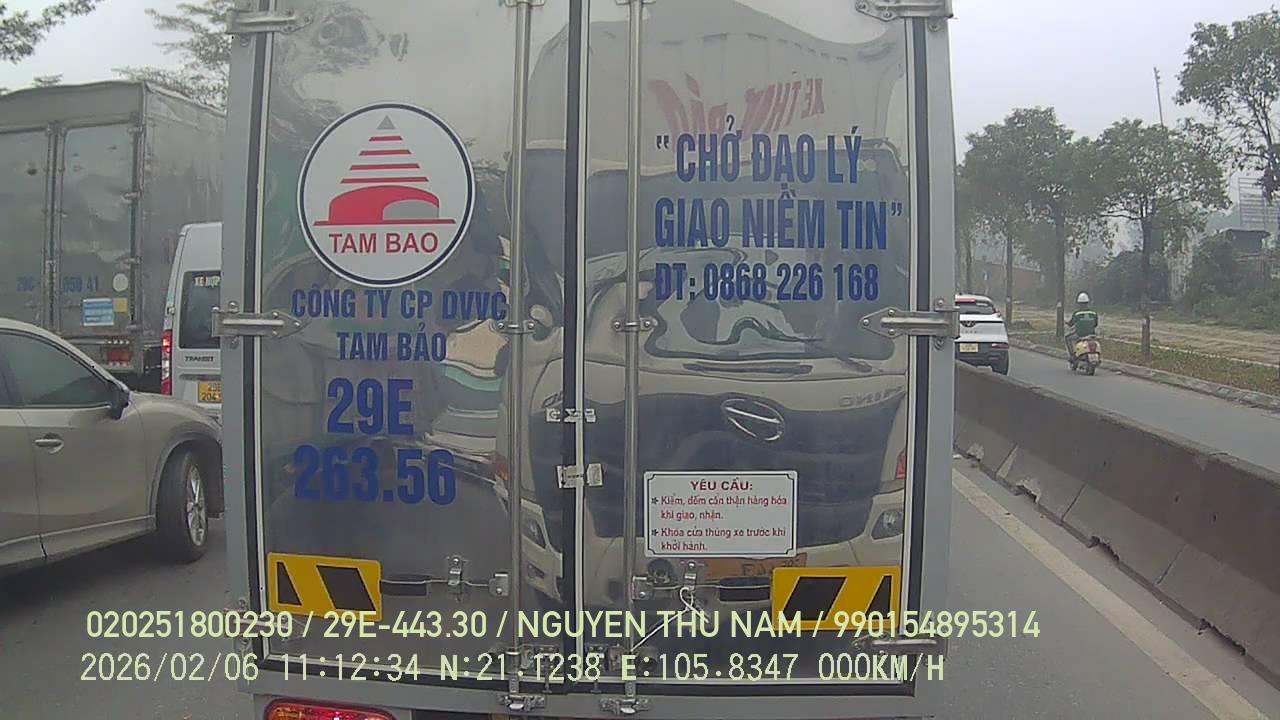 TAM BAO
CÔNG TY CP DVVC
TAM BẢO
29E
263.56
"CHỞ ĐẠO LÝ
GIAO NIỀM TIN"
ĐT: 0868 226 168
YÊU CẦU:
* Kiểm, đếm cẩn thận hàng hóa
khi giao, nhận.
* Khóa cửa thùng xe trước khi
khởi hành.
TRANSIT
020251800230 / 29E-443.30 / NGUYEN THU NAM / 990154895314
2026/02/06 11:12:34 N:21.1238 E:105.8347 000KM/H